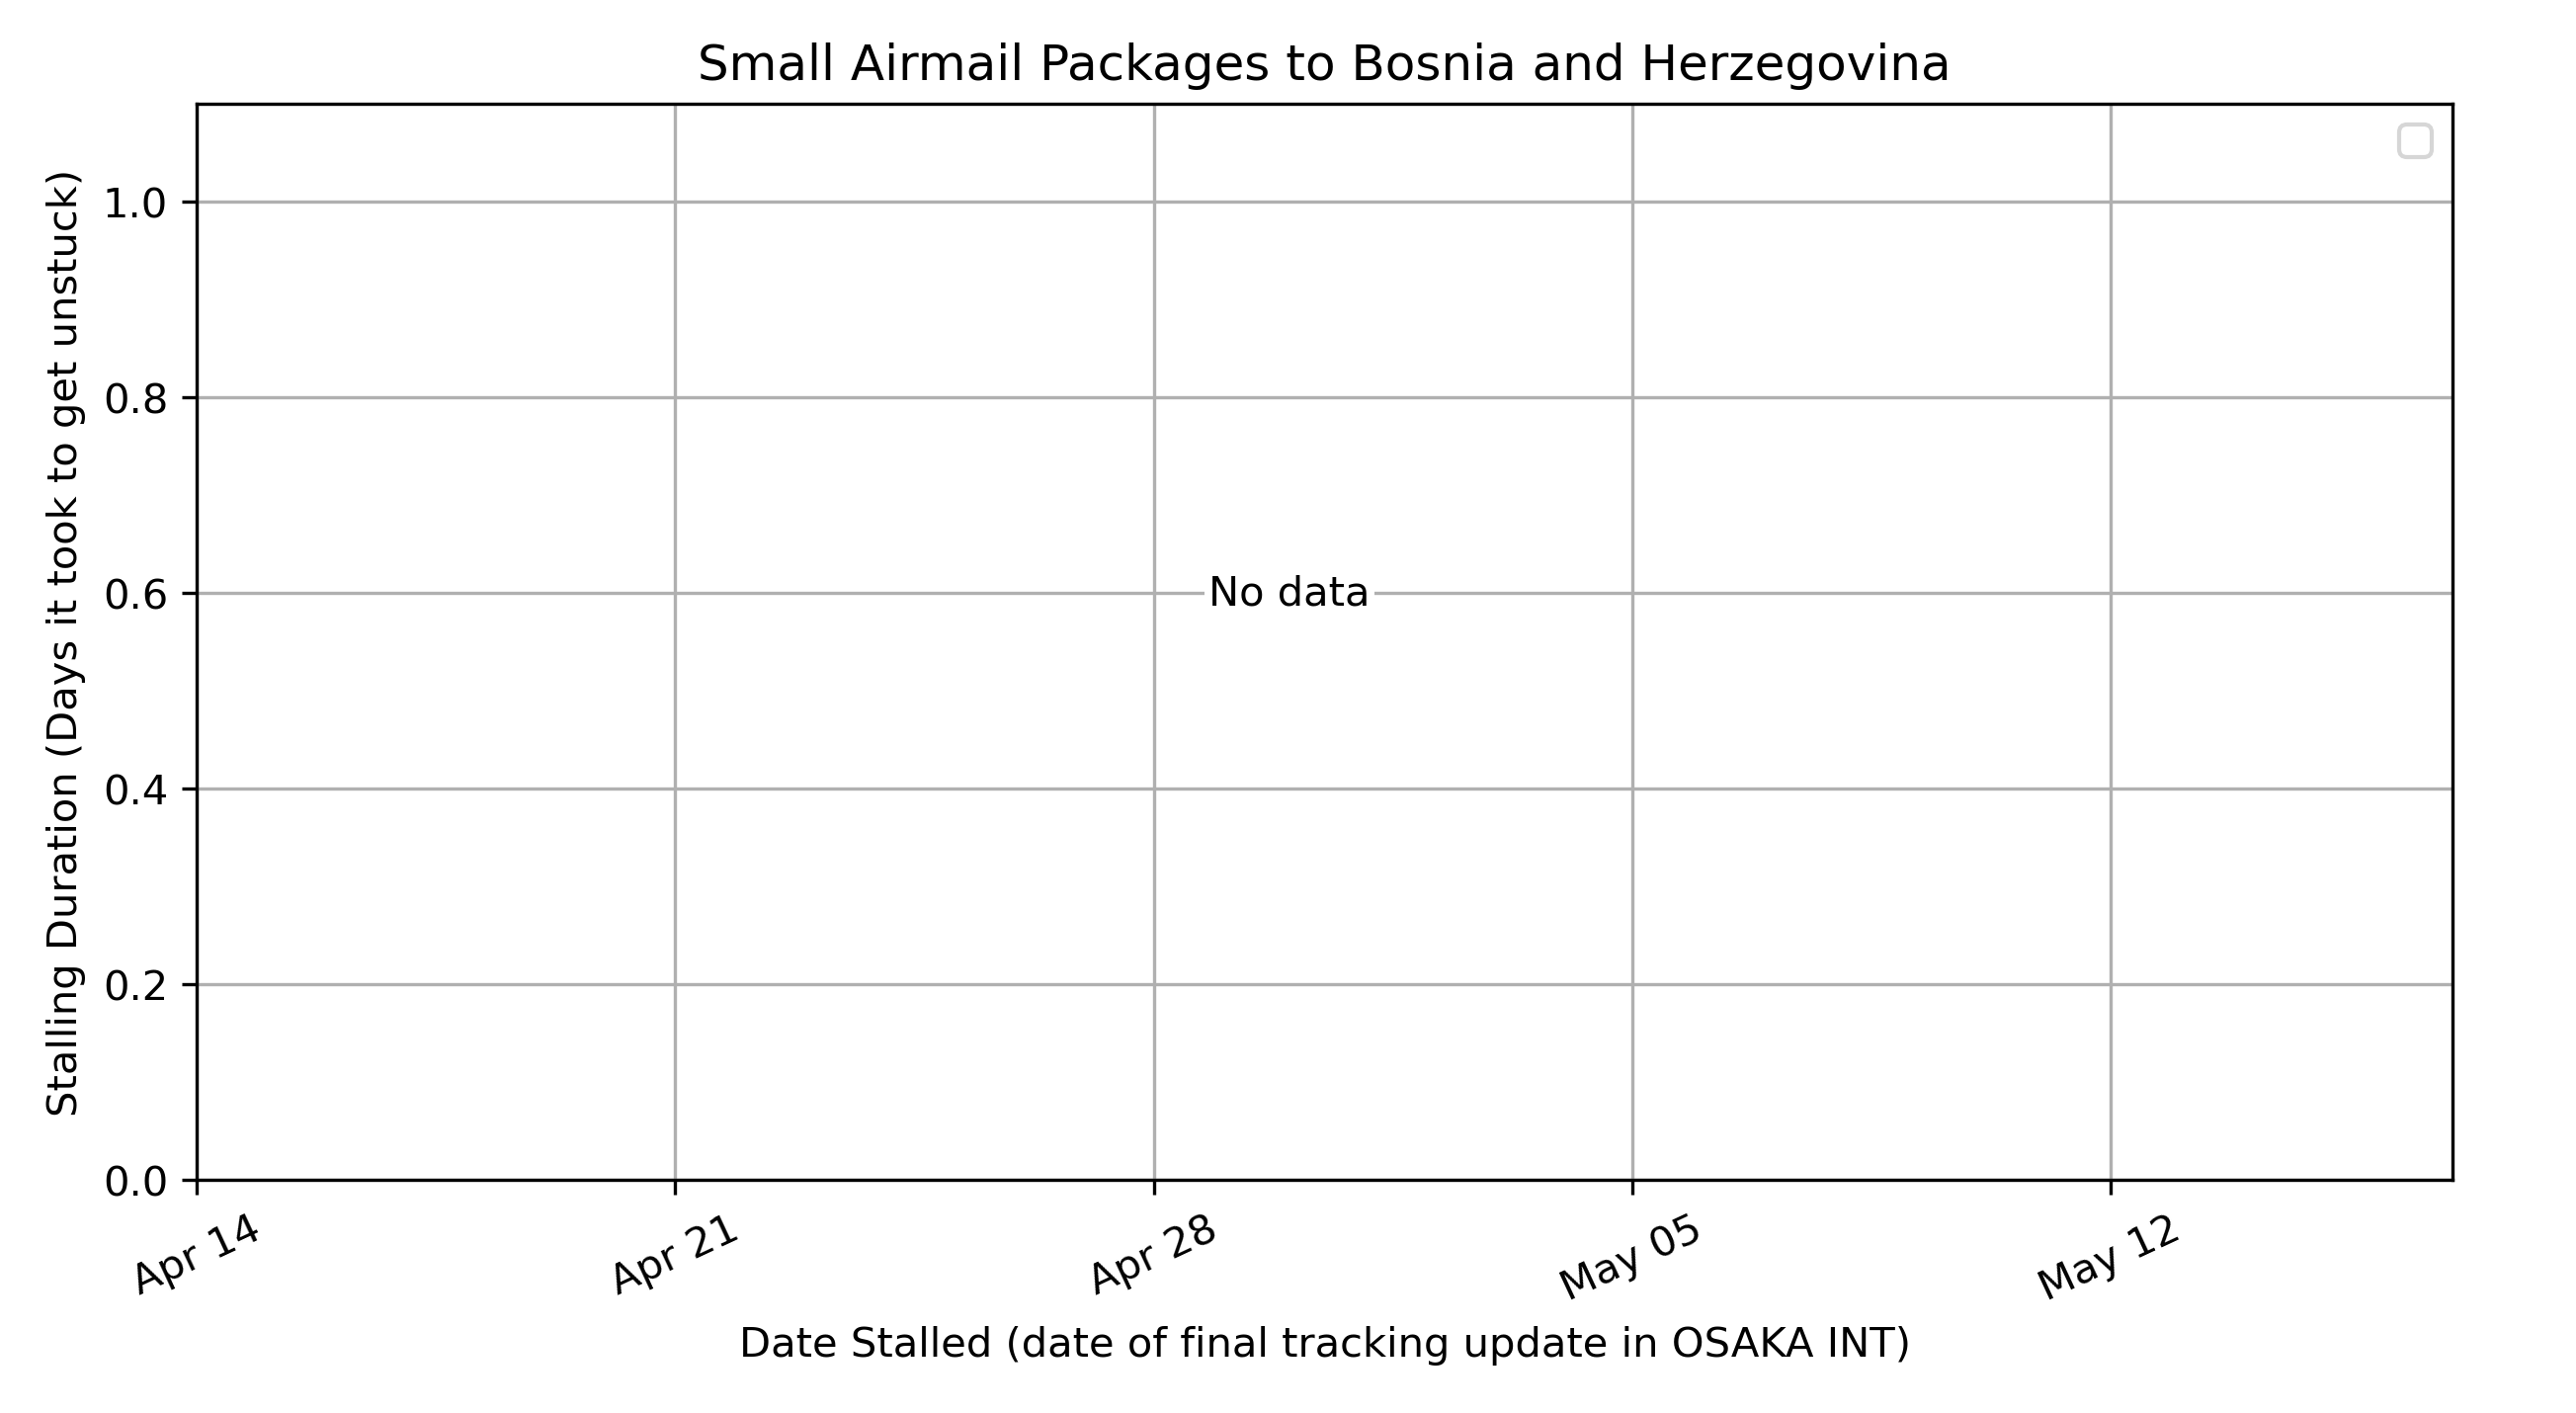 Small Airmail Packages to Bosnia and Herzegovina
Stalling Duration (Days it took to get unstuck)
1.0
0.8
0.6
0.4
0.2
0.0
No data
Apr 14
Apr 21
Apr 28
May 05
May 12
Date Stalled (date of final tracking update in OSAKA INT)